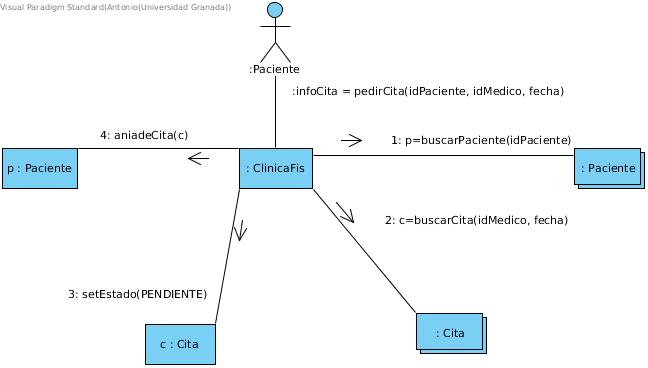 Visual Paradigm Standard(Antonio(Universidad Granada))
:Paciente
:infoCita = pedirCita(idPaciente, idMedico, fecha)
4: aniadeCita(c)
1: p=buscarPaciente(idPaciente)
p : Paciente
: ClinicaFis
: Paciente
2: c=buscarCita(idMedico, fecha)
3: setEstado(PENDIENTE)
c : Cita
: Cita